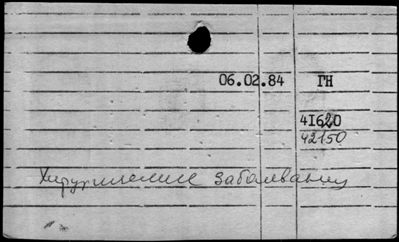 06.02.84 ГН
41620
42150
Хирургические заболевания